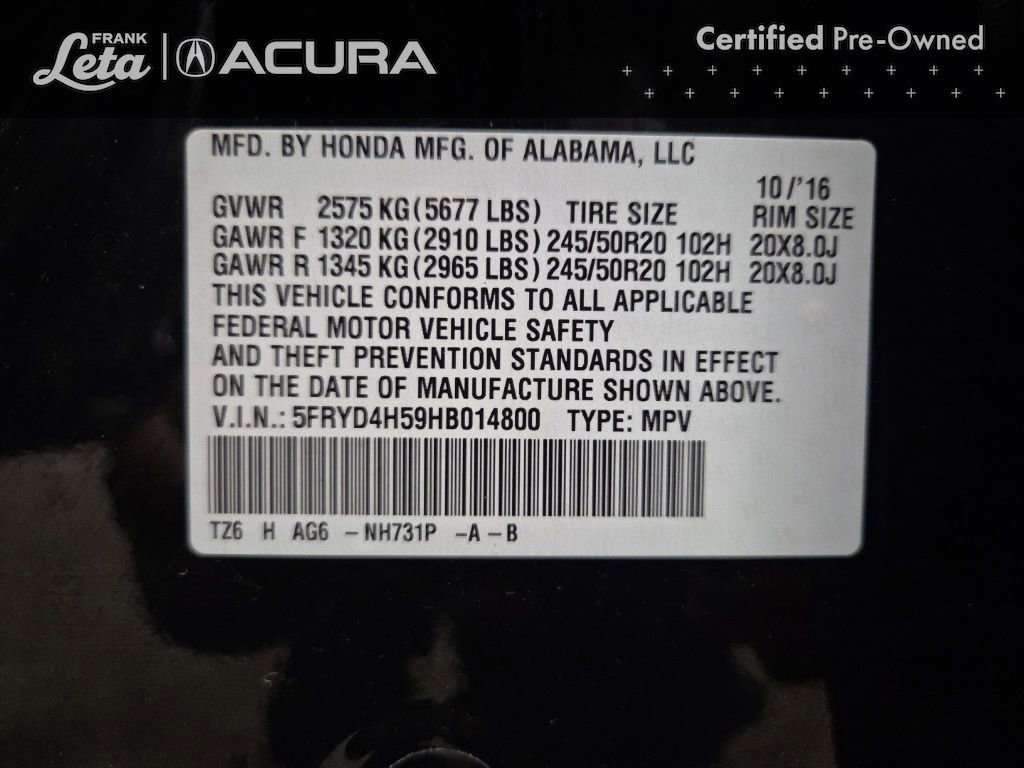 FRANK
Leta
ACURA
Certified Pre-Owned
MFD. BY HONDA MFG. OF ALABAMA, LLC
10/'16
GVWR 2575 KG (5677 LBS) TIRE SIZE RIM SIZE
GAWR F 1320 KG (2910 LBS) 245/50R20 102H 20X8.0J
GAWR R 1345 KG (2965 LBS) 245/50R20 102H 20X8.0J
THIS VEHICLE CONFORMS TO ALL APPLICABLE
FEDERAL MOTOR VEHICLE SAFETY
AND THEFT PREVENTION STANDARDS IN EFFECT
ON THE DATE OF MANUFACTURE SHOWN ABOVE.
V.I.N.: 5FRYD4H59HB014800 TYPE: MPV
TZ6 H AG6 – NH731P –A – B